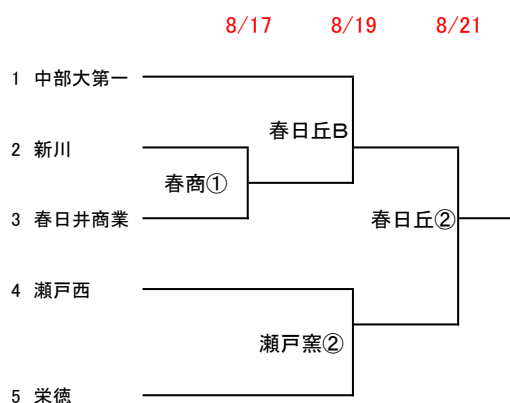 8/17 8/19 8/21
1 中部大第一
春日丘B
2 新川
春商①
3 春日井商業
春日丘②
4 瀬戸西
瀬戸窯②
5 栄徳